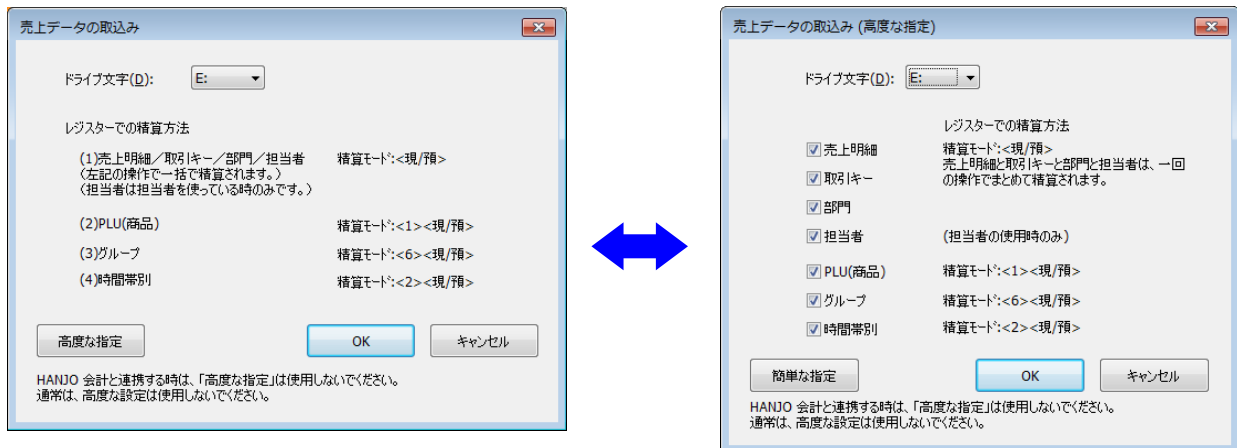 売上データの取込み
ドライブ文字(D):
E:
レジスターでの精算方法
(1)売上明細／取引キー／部門／担当者 精算モード:<現/預>
(左記の操作で一括で精算されます。)
(担当者は担当者を使っている時のみです。)
(2)PLU(商品) 精算モード:<1><現/預>
(3)グループ 精算モード:<6><現/預>
(4)時間帯別 精算モード:<2><現/預>
高度な指定
OK
キャンセル
HANJO 会計と連携する時は、「高度な指定」は使用しないでください。
通常は、高度な設定は使用しないでください。
売上データの取込み (高度な指定)
ドライブ文字(D):
E:
レジスターでの精算方法
売上明細 精算モード:<現/預>
売上明細と取引キーと部門と担当者は、一回
取引キー の操作でまとめて精算されます。
部門
担当者 (担当者の使用時のみ)
PLU(商品) 精算モード:<1><現/預>
グループ 精算モード:<6><現/預>
時間帯別 精算モード:<2><現/預>
簡単な指定
OK
キャンセル
HANJO 会計と連携する時は、「高度な指定」は使用しないでください。
通常は、高度な設定は使用しないでください。